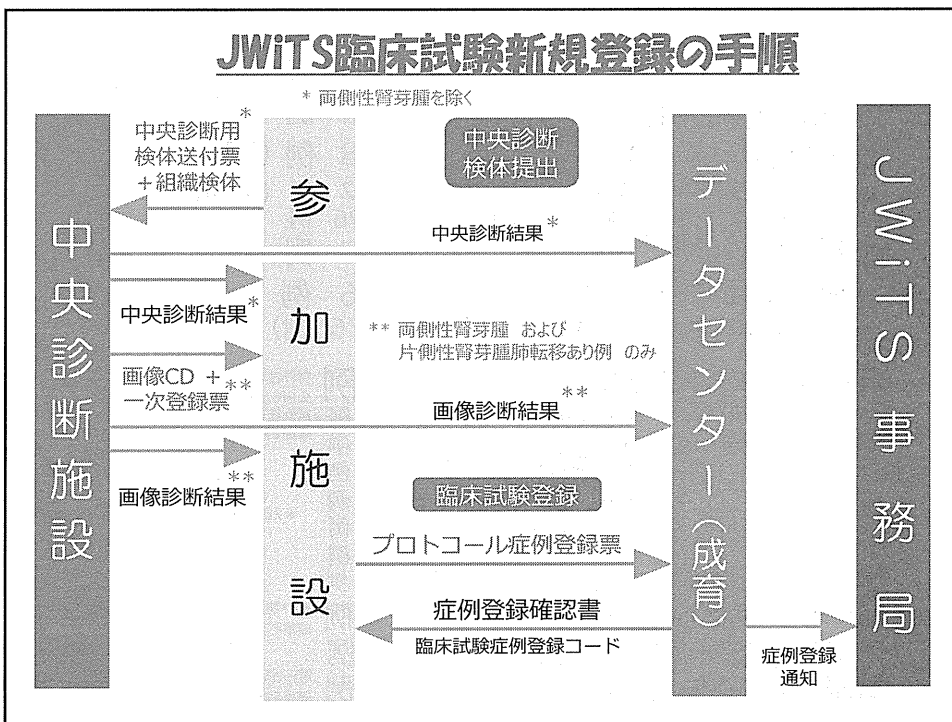 JWiTS臨床試験新規登録の手順
* 両側性腎芽腫を除く
中央診断用*
検体送付票
＋組織検体
中央診断
検体提出
中央診断施設
参加施設
データセンター(成育)
JWiTS事務局
中央診断結果*
中央診断結果*
** 両側性腎芽腫 および
片側性腎芽腫肺転移あり例 のみ
画像CD ＋
一次登録票**
画像診断結果**
画像診断結果**
臨床試験登録
プロトコール症例登録票
症例登録確認書
臨床試験症例登録コード
症例登録
通知